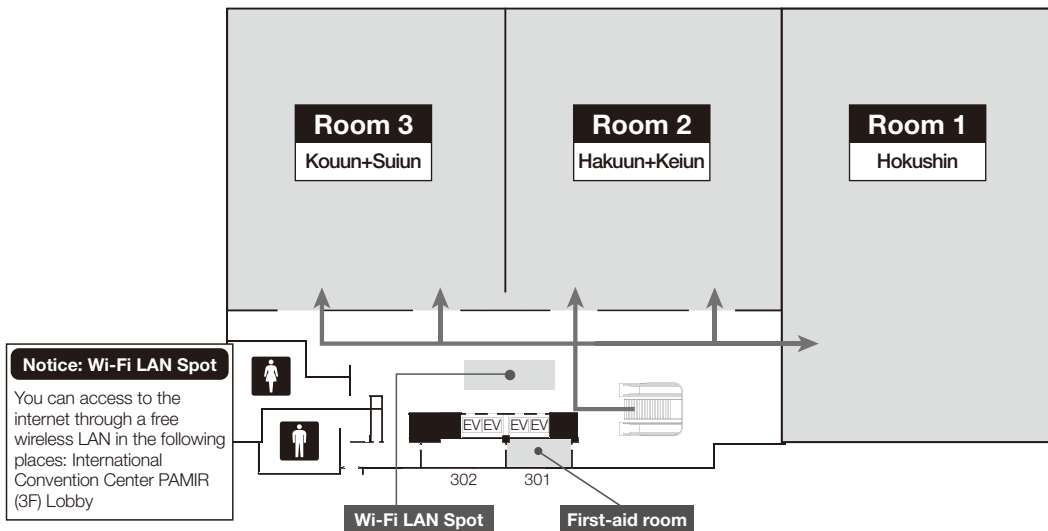 Room 3
Kouun+Suiun
Room 2
Hakuun+Keiun
Room 1
Hokushin
Notice: Wi-Fi LAN Spot
You can access to the
internet through a free
wireless LAN in the following
places: International
Convention Center PAMIR
(3F) Lobby
EV EV EV EV
302
301
Wi-Fi LAN Spot
First-aid room